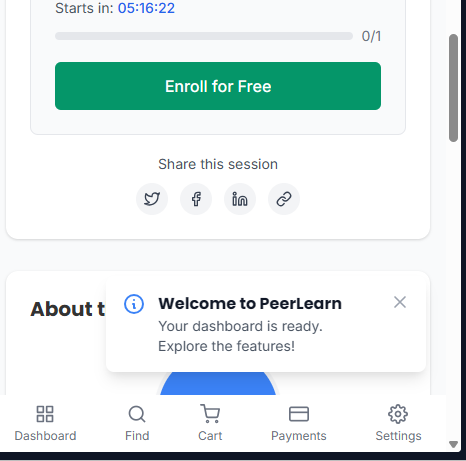 Starts in: 05:16:22
0/1
Enroll for Free
Share this session
About t
Welcome to PeerLearn
Your dashboard is ready.
Explore the features!
Dashboard Find Cart Payments Settings